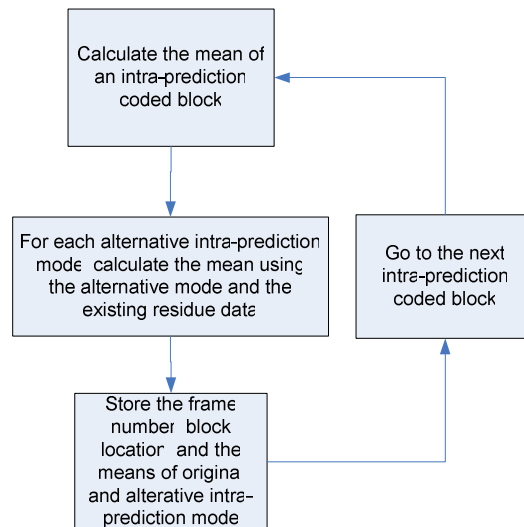 Calculate the mean of
an intra-prediction
coded block
For each alternative intra-prediction
mode calculate the mean using
the alternative mode and the
existing residue data
Go to the next
intra-prediction
coded block
Store the frame
number block
location and the
means of original
and alterative intra-
prediction mode